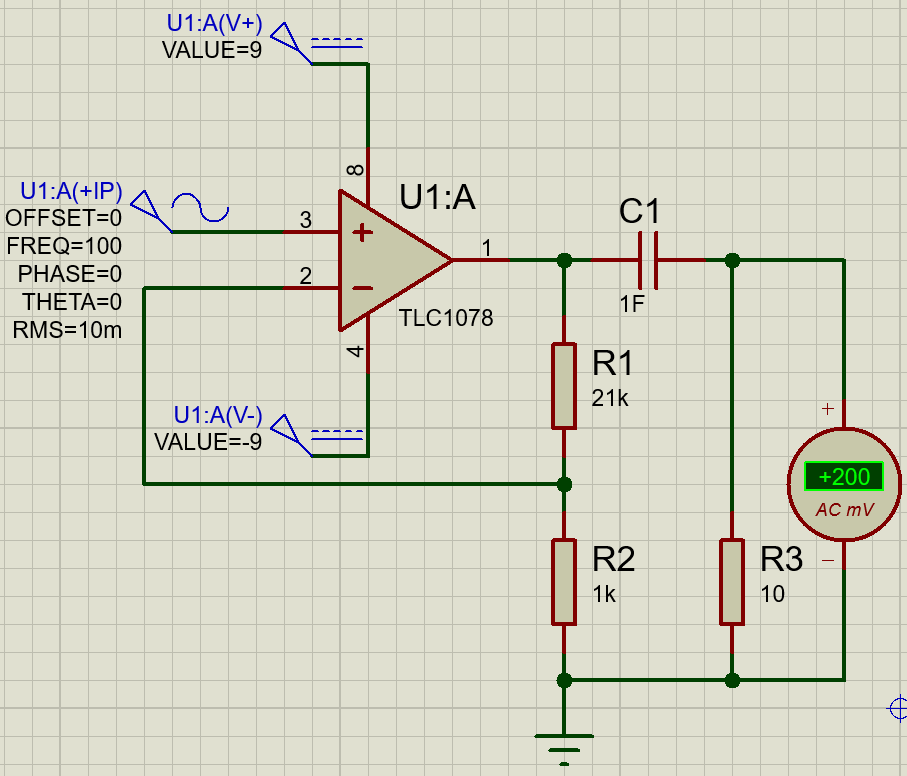 U1:A(V+)
VALUE=9
8
U1:A(+IP)
OFFSET=0
FREQ=100
PHASE=0
THETA=0
RMS=10m
3
2
+
−
U1:A
1
TLC1078
4
C1
1F
U1:A(V-)
VALUE=-9
R1
21k
+
+200
AC mV
−
R2
1k
R3
10